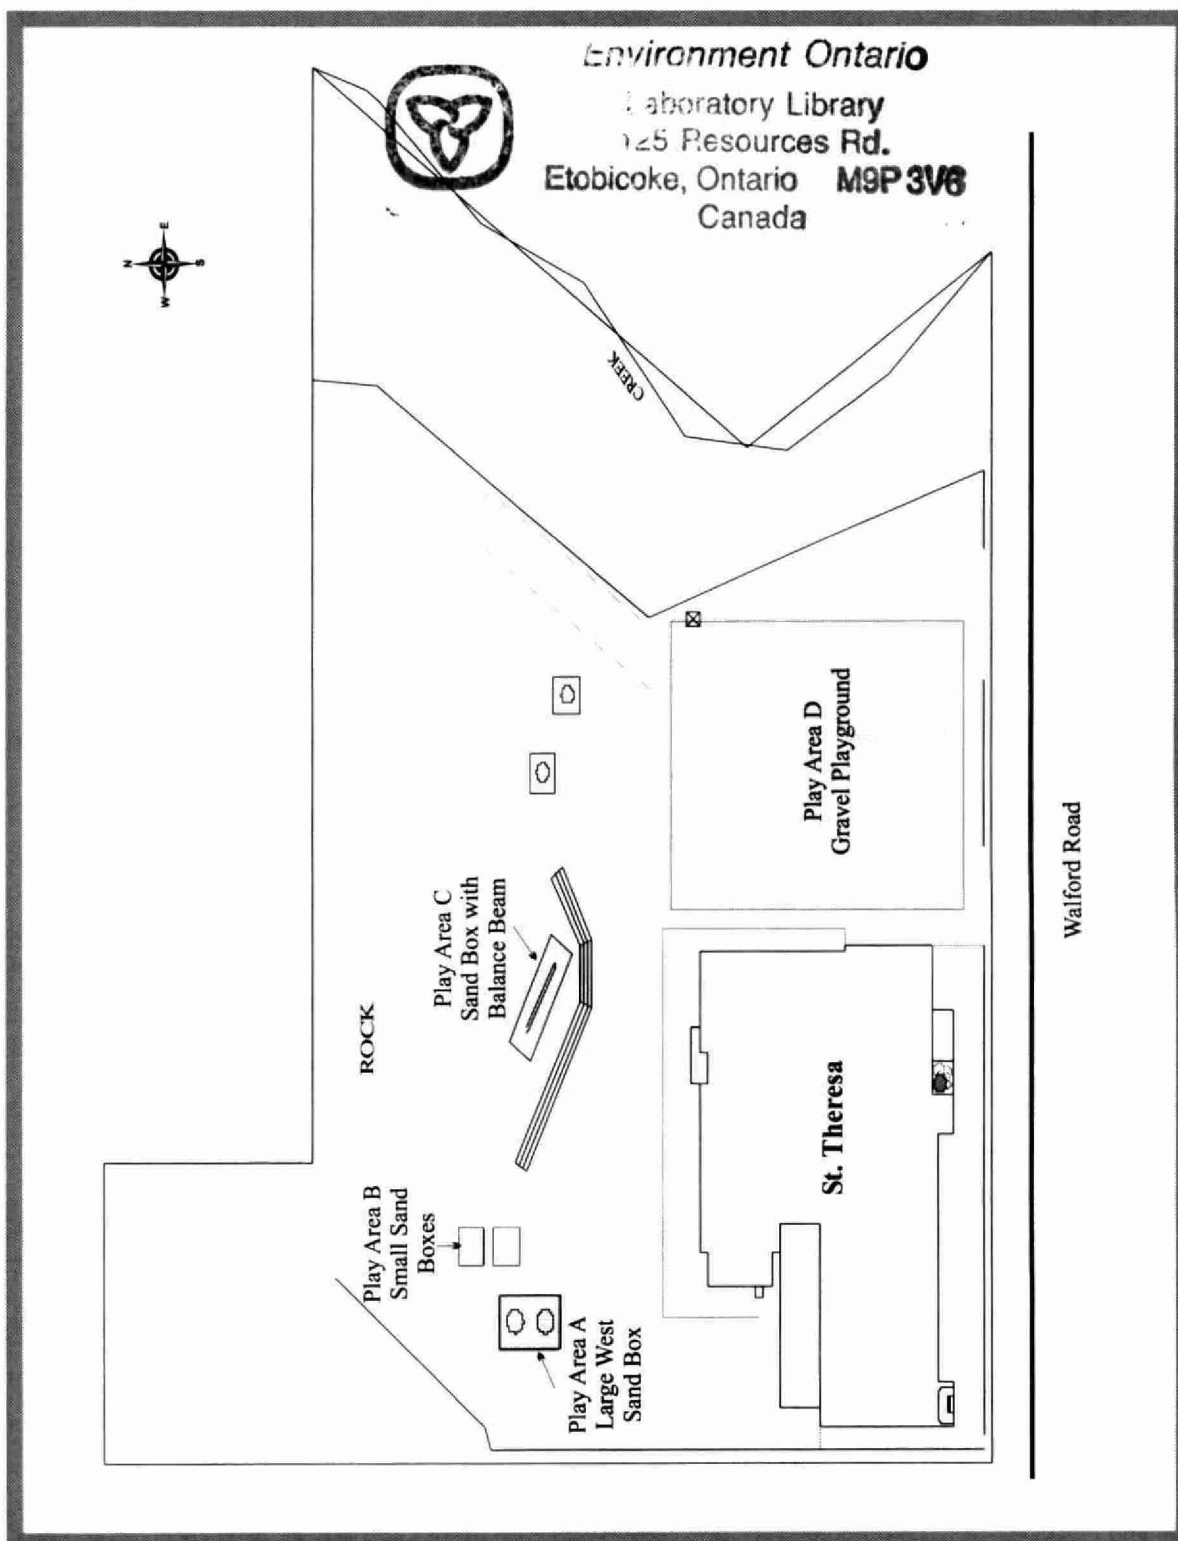 Environment Ontario
Laboratory Library
125 Resources Rd.
Etobicoke, Ontario M9P 3V6
Canada
N
E
S
W
CREEK
ROCK
Play Area A
Large West
Sand Box
Play Area B
Small Sand
Boxes
Play Area C
Sand Box with
Balance Beam
Play Area D
Gravel Playground
St. Theresa
Walford Road